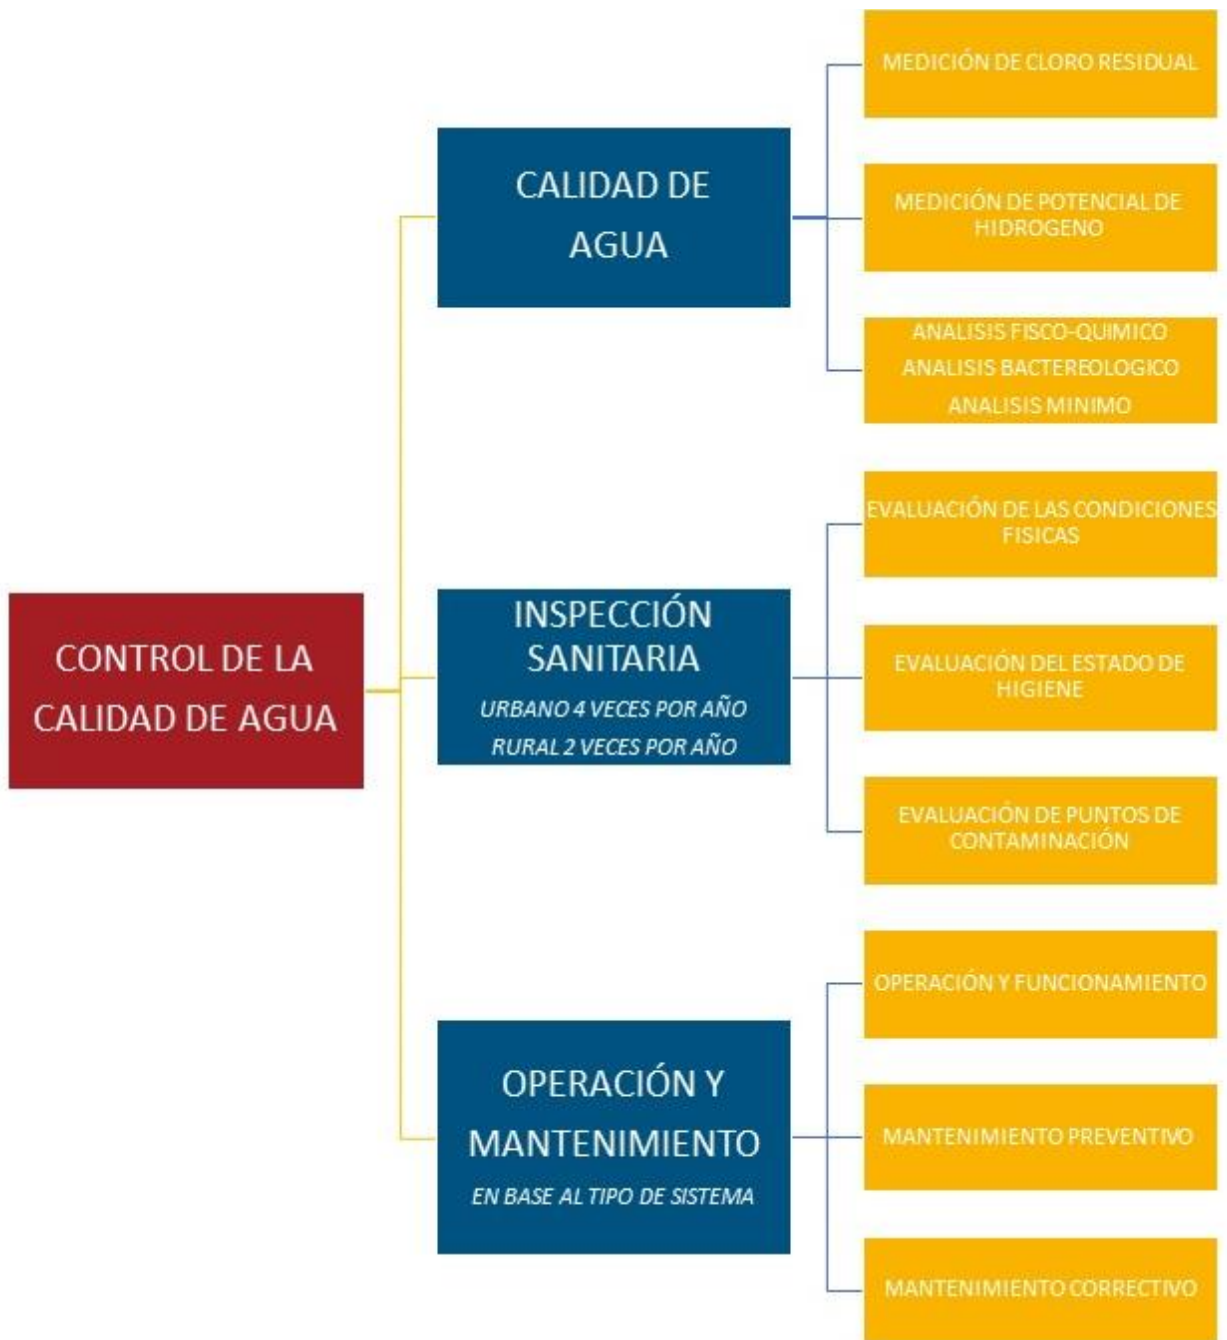 CONTROL DE LA
CALIDAD DE AGUA
CALIDAD DE
AGUA
MEDICIÓN DE CLORO RESIDUAL
MEDICIÓN DE POTENCIAL DE
HIDROGENO
ANALISIS FISCO-QUIMICO
ANALISIS BACTEREOLOGICO
ANALISIS MINIMO
INSPECCIÓN
SANITARIA
URBANO 4 VECES POR AÑO
RURAL 2 VECES POR AÑO
EVALUACIÓN DE LAS CONDICIONES
FISICAS
EVALUACIÓN DEL ESTADO DE
HIGIENE
EVALUACIÓN DE PUNTOS DE
CONTAMINACIÓN
OPERACIÓN Y
MANTENIMIENTO
EN BASE AL TIPO DE SISTEMA
OPERACIÓN Y FUNCIONAMIENTO
MANTENIMIENTO PREVENTIVO
MANTENIMIENTO CORRECTIVO